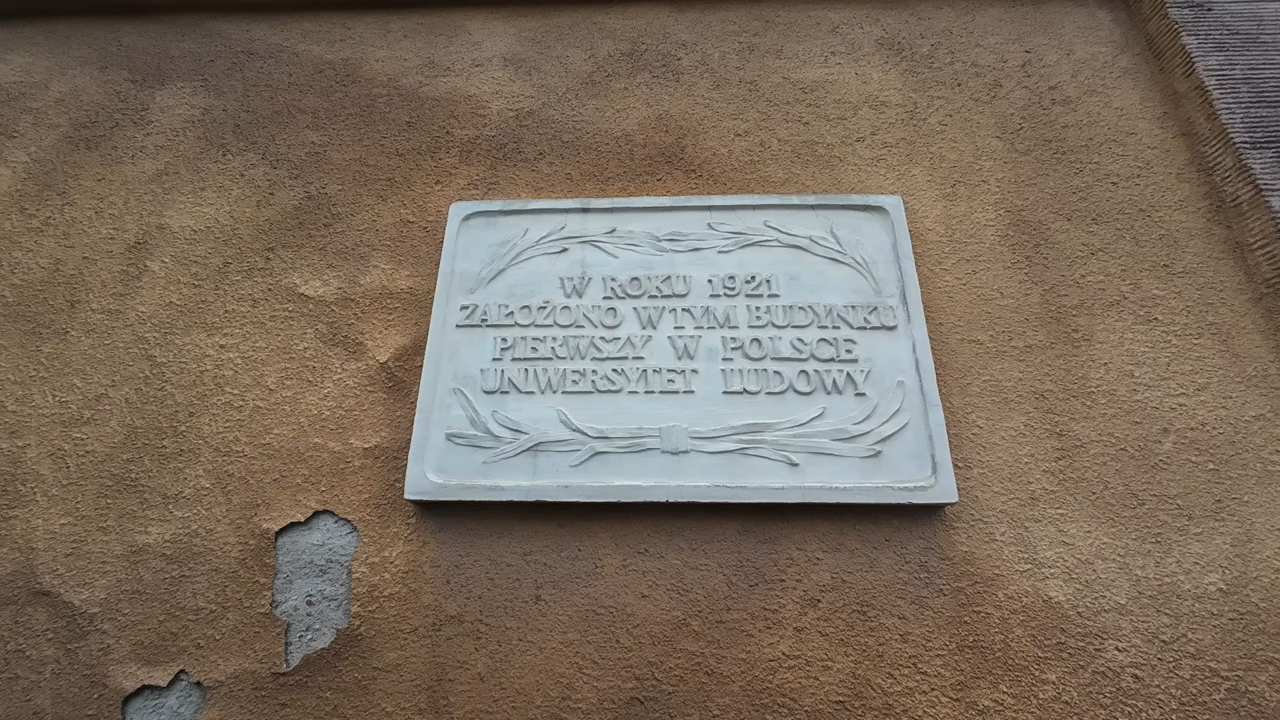 W ROKU 1921
ZAŁOŻONO W TYM BUDYNKU
PIERWSZY W POLSCE
UNIWERSYTET LUDOWY